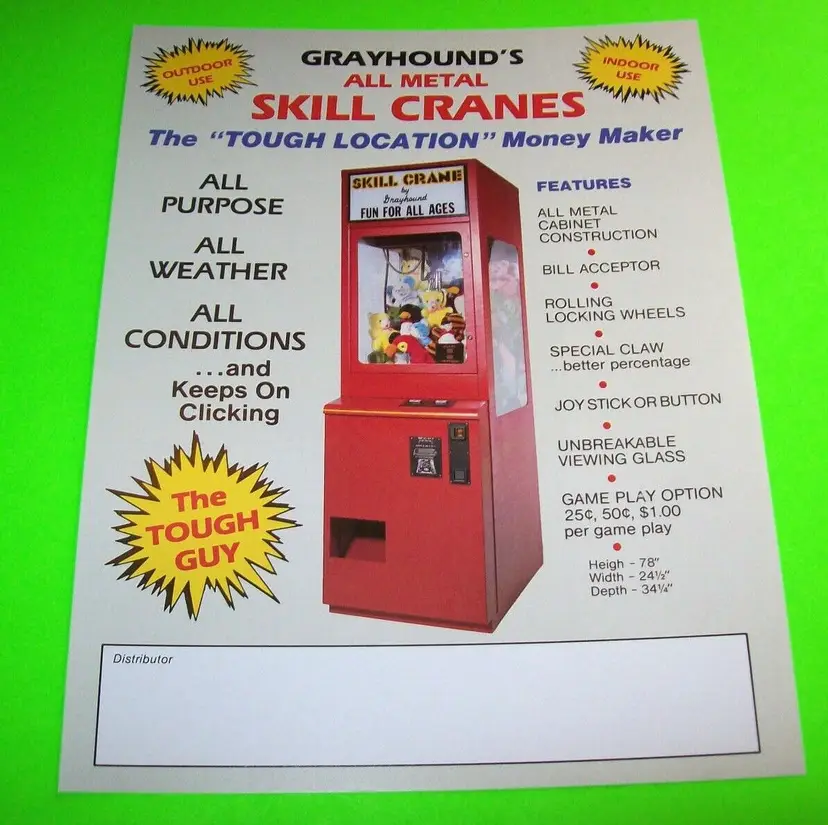 OUTDOOR
USE
GRAYHOUND'S
ALL METAL
SKILL CRANES
INDOOR
USE
The "TOUGH LOCATION" Money Maker
ALL
PURPOSE
ALL
WEATHER
ALL
CONDITIONS
...and
Keeps On
Clicking
The
TOUGH
GUY
SKILL CRANE
by
Grayhound
FUN FOR ALL AGES
FEATURES
ALL METAL
CABINET
CONSTRUCTION
BILL ACCEPTOR
ROLLING
LOCKING WHEELS
SPECIAL CLAW
...better percentage
JOY STICK OR BUTTON
UNBREAKABLE
VIEWING GLASS
GAME PLAY OPTION
25¢, 50¢, $1.00
per game play
Heigh - 78"
Width - 24½"
Depth - 34¼"
Distributor